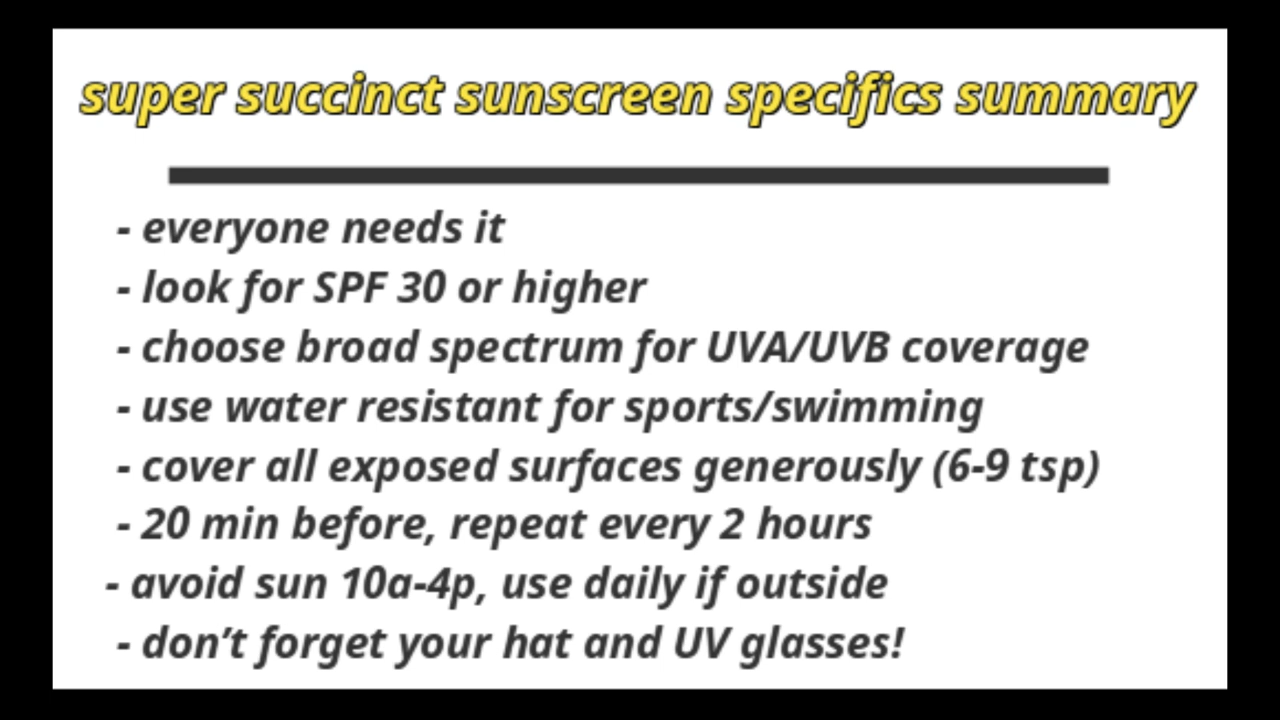 super succinct sunscreen specifics summary
- everyone needs it
- look for SPF 30 or higher
- choose broad spectrum for UVA/UVB coverage
- use water resistant for sports/swimming
- cover all exposed surfaces generously (6-9 tsp)
- 20 min before, repeat every 2 hours
- avoid sun 10a-4p, use daily if outside
- don’t forget your hat and UV glasses!